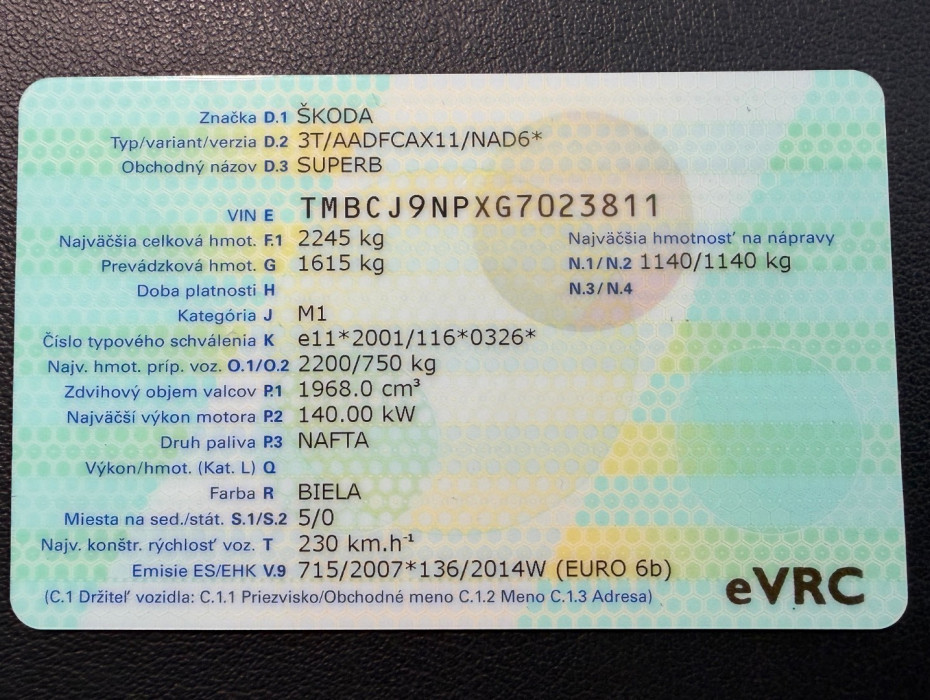 Značka D.1 ŠKODA
Typ/variant/verzia D.2 3T/AADFCAX11/NAD6*
Obchodný názov D.3 SUPERB
VIN E TMBCJ9NPXG7023811
Najväčšia celková hmot. F.1 2245 kg Najväčšia hmotnosť na nápravy
Prevádzková hmot. G 1615 kg N.1/N.2 1140/1140 kg
Doba platnosti H N.3/N.4
Kategória J M1
Číslo typového schválenia K e11*2001/116*0326*
Najv. hmot. príp. voz. O.1/O.2 2200/750 kg
Zdvihový objem valcov P.1 1968.0 cm³
Najväčší výkon motora P.2 140.00 kW
Druh paliva P.3 NAFTA
Výkon/hmot. (Kat. L) Q
Farba R BIELA
Miesta na sed./stát. S.1/S.2 5/0
Najv. konštr. rýchlosť voz. T 230 km.h⁻¹
Emisie ES/EHK V.9 715/2007*136/2014W (EURO 6b)
(C.1 Držiteľ vozidla: C.1.1 Priezvisko/Obchodné meno C.1.2 Meno C.1.3 Adresa)
eVRC